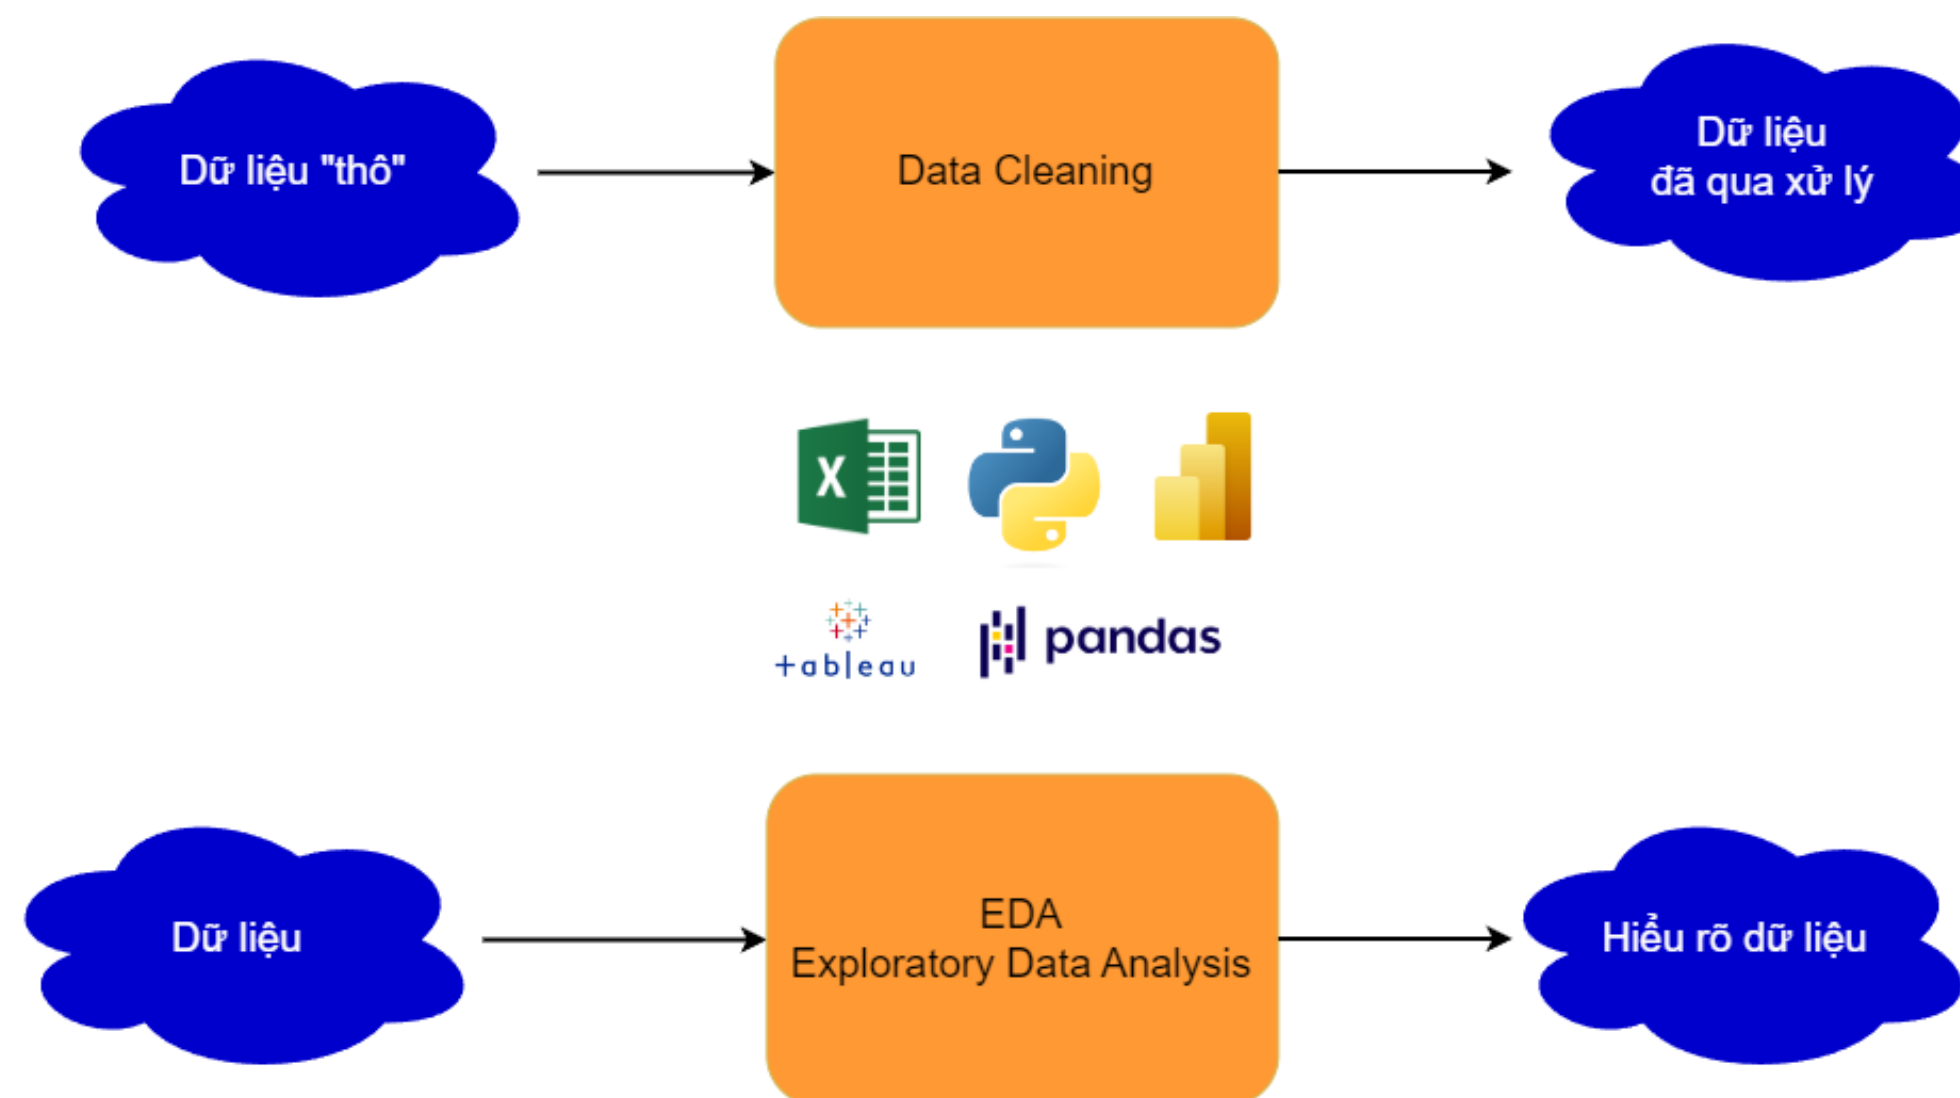 Dữ liệu "thô"
Data Cleaning
Dữ liệu
đã qua xử lý
X
tableau
pandas
Dữ liệu
EDA
Exploratory Data Analysis
Hiểu rõ dữ liệu